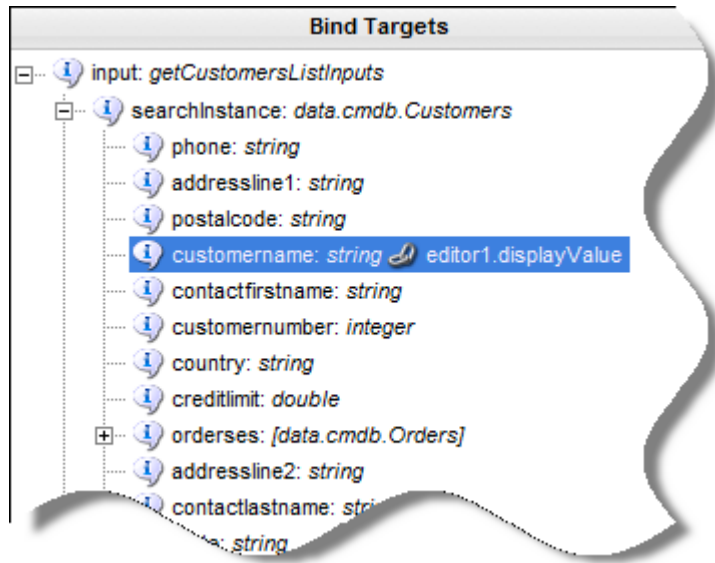 Bind Targets
input: getCustomersListInputs
searchInstance: data.cmdb.Customers
phone: string
addressline1: string
postalcode: string
customername: string editor1.displayValue
contactfirstname: string
customernumber: integer
country: string
creditlimit: double
orderses: [data.cmdb.Orders]
addressline2: string
contactlastname:
string